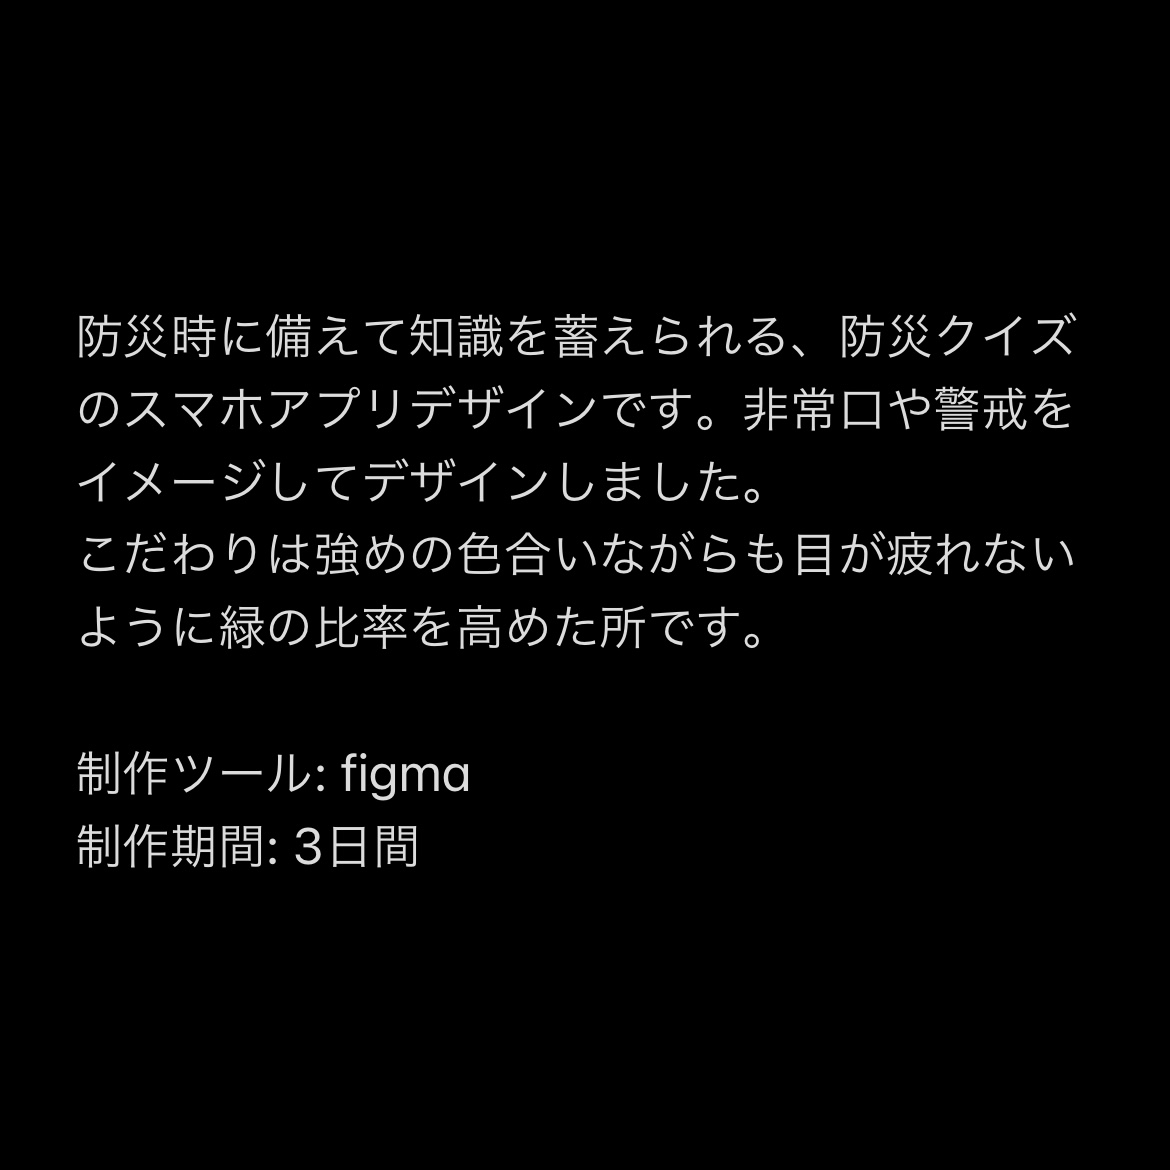 防災時に備えて知識を蓄えられる、防災クイズ
のスマホアプリデザインです。非常口や警戒を
イメージしてデザインしました。
こだわりは強めの色合いながらも目が疲れない
ように緑の比率を高めた所です。
制作ツール: figma
制作期間: 3日間